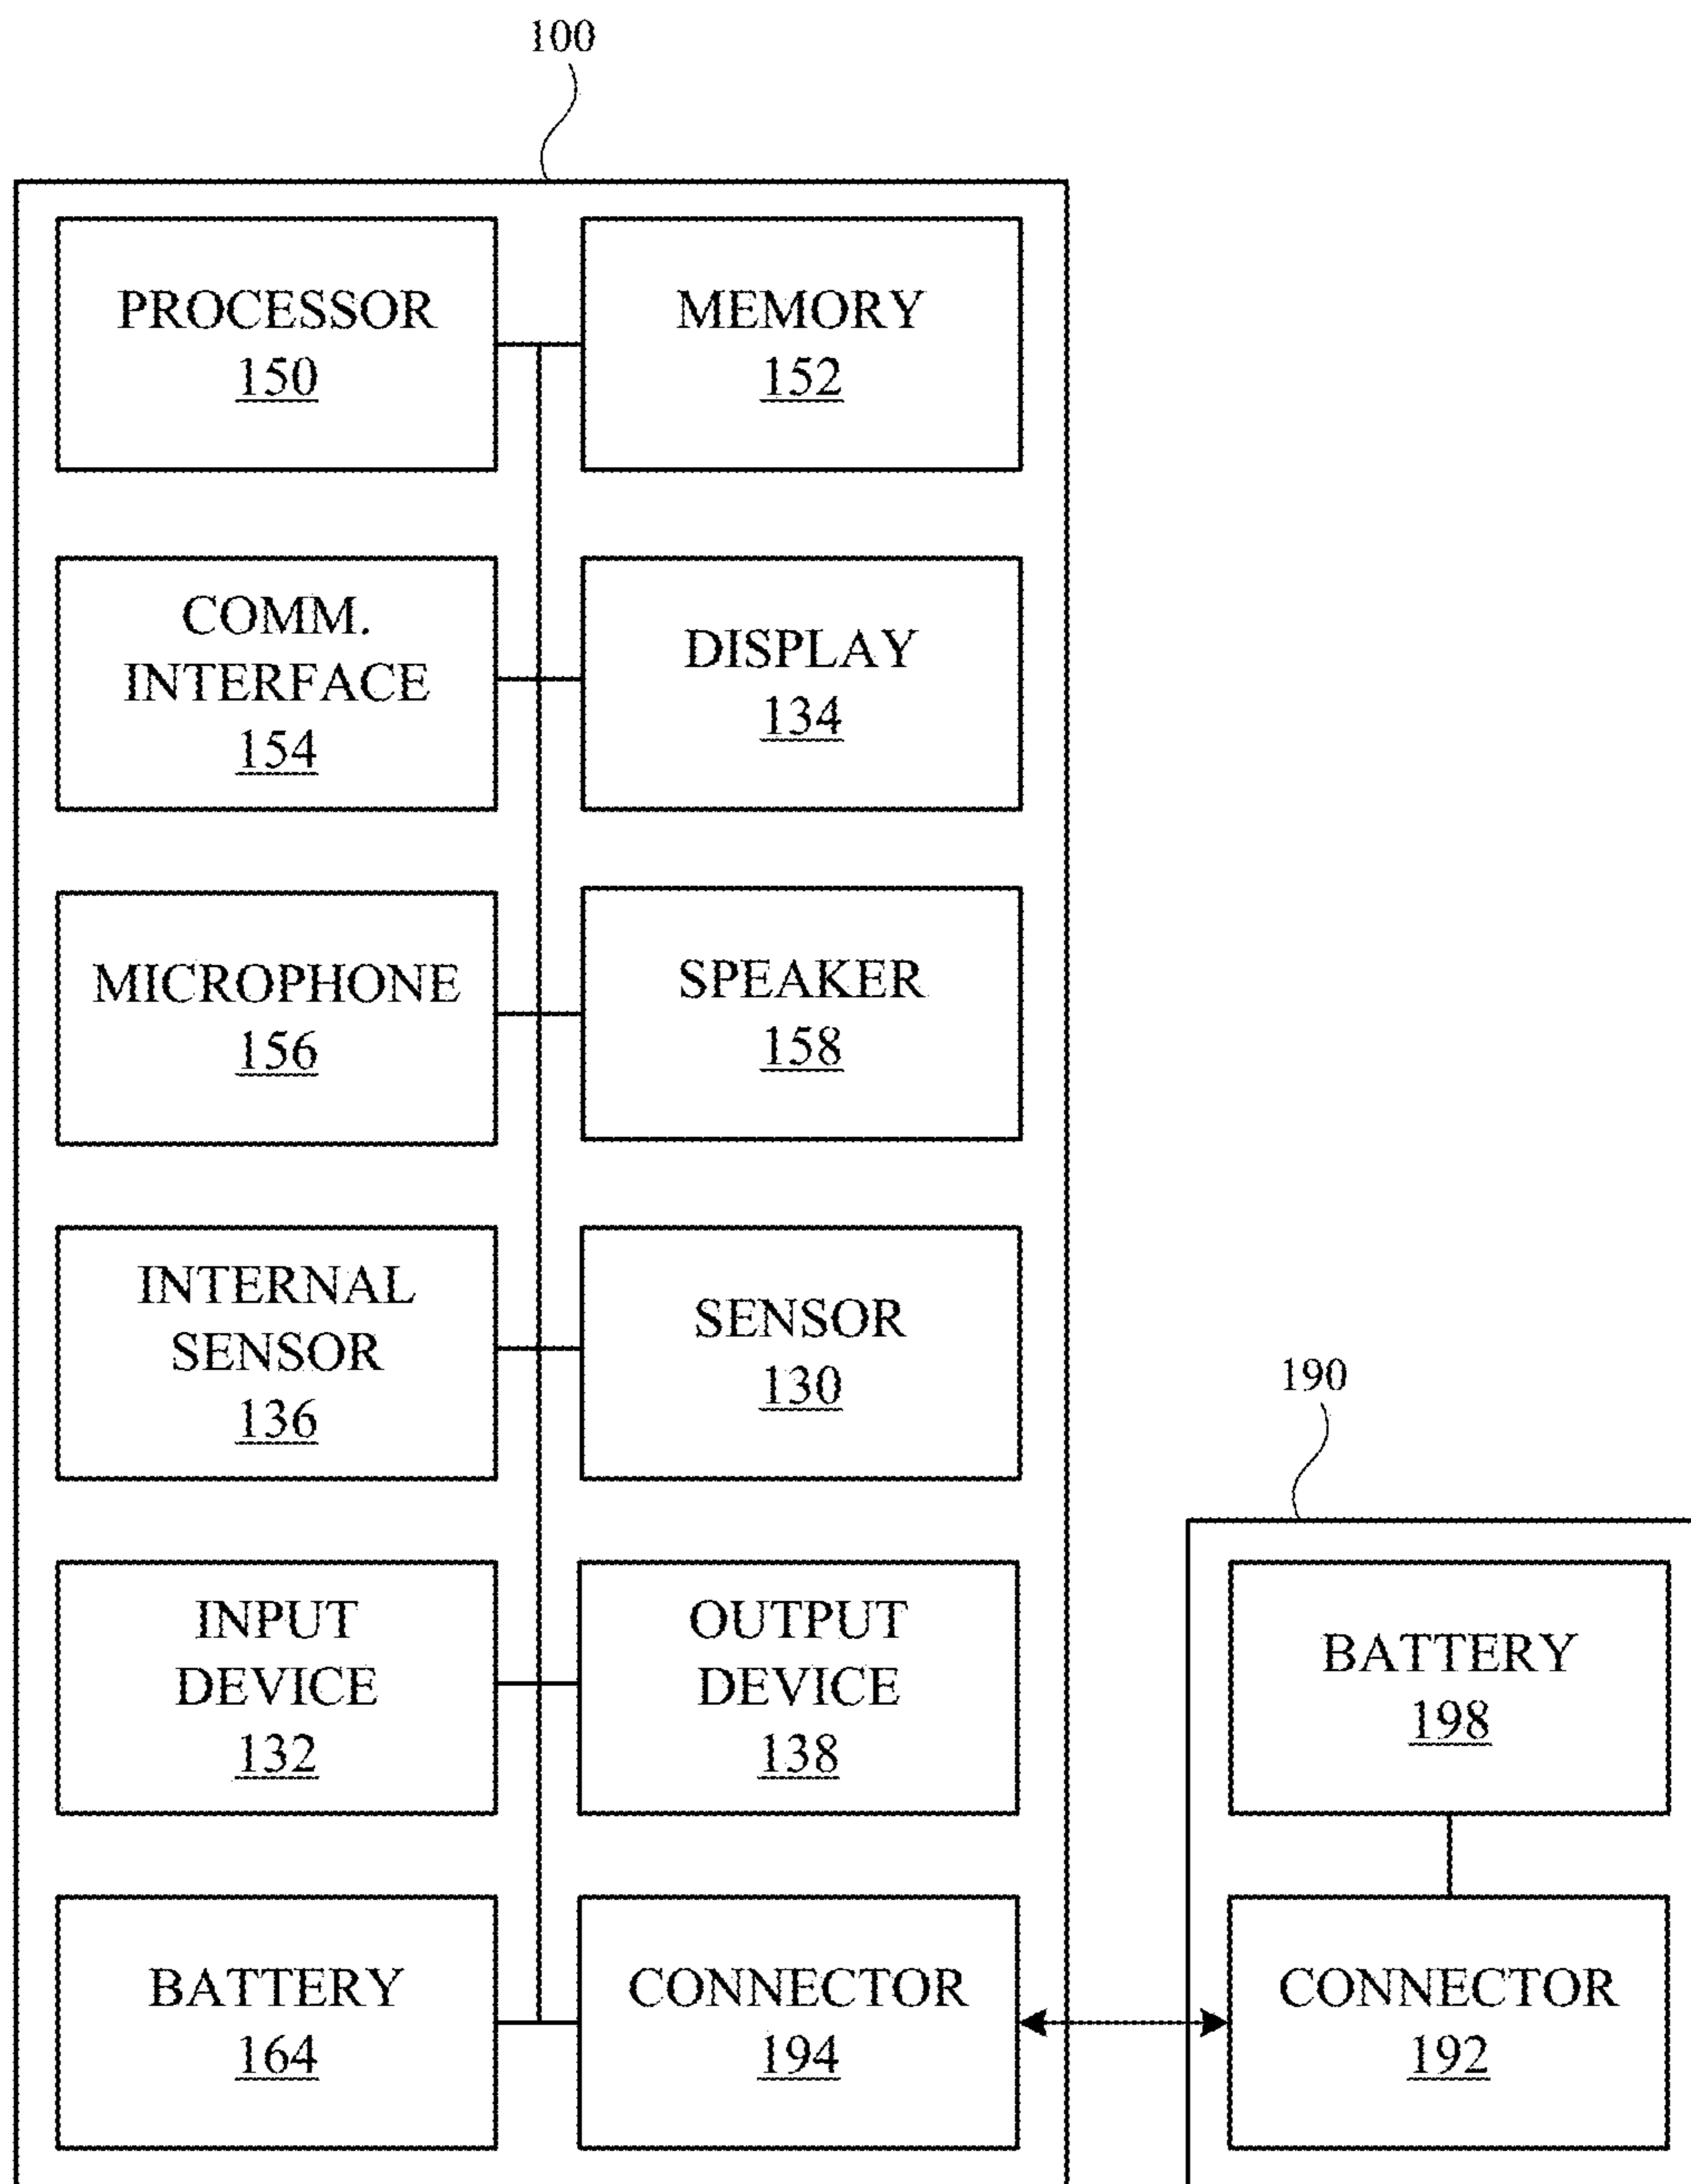 100
PROCESSOR
150
MEMORY
152
COMM.
INTERFACE
154
DISPLAY
134
MICROPHONE
156
SPEAKER
158
INTERNAL
SENSOR
136
SENSOR
130
190
INPUT
DEVICE
132
OUTPUT
DEVICE
138
BATTERY
198
BATTERY
164
CONNECTOR
194
CONNECTOR
192